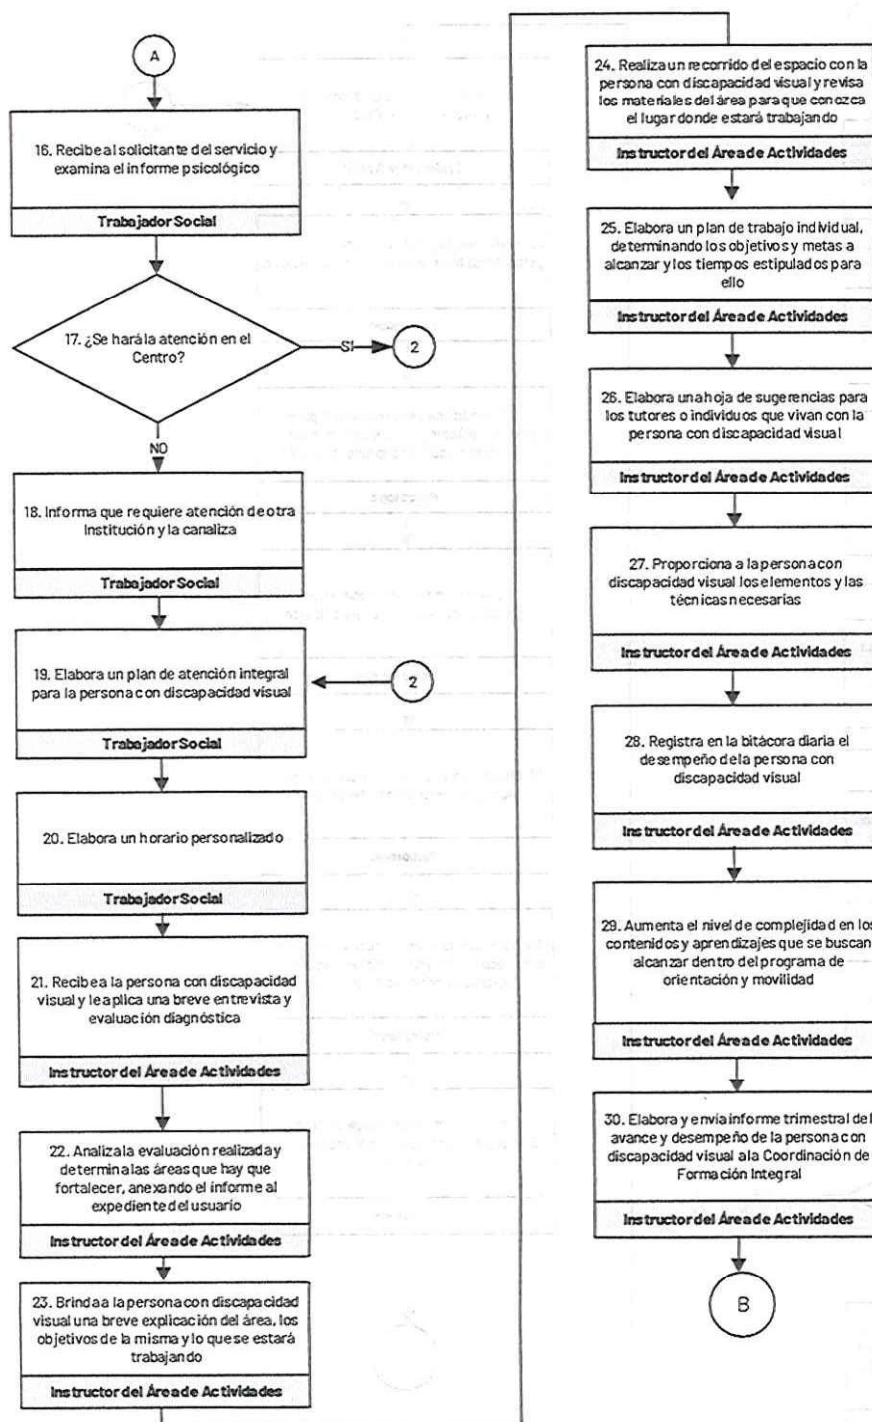 A
16. Recibe al solicitante del servicio y
examina el informe psicológico
Trabajador Social
17. ¿Se hará la atención en el
Centro?
SI
2
NO
18. Informa que requiere atención de otra
Institución y la canaliza
Trabajador Social
19. Elabora un plan de atención integral
para la persona con discapacidad visual
2
Trabajador Social
20. Elabora un horario personalizado
Trabajador Social
21. Recibe a la persona con discapacidad
visual y le aplica una breve entrevista y
evaluación diagnóstica
Instructor del Área de Actividades
22. Analiza la evaluación realizada y
determina las áreas que hay que
fortalecer, anexando el informe al
expediente del usuario
Instructor del Área de Actividades
23. Brinda a la persona con discapacidad
visual una breve explicación del área, los
objetivos de la misma y lo que se estará
trabajando
Instructor del Área de Actividades
24. Realiza un recorrido del espacio con la
persona con discapacidad visual y revisa
los materiales del área para que conozca
el lugar donde estará trabajando
Instructor del Área de Actividades
25. Elabora un plan de trabajo individual,
determinando los objetivos y metas a
alcanzar y los tiempos estipulados para
ello
Instructor del Área de Actividades
26. Elabora una hoja de sugerencias para
los tutores o individuos que vivan con la
persona con discapacidad visual
Instructor del Área de Actividades
27. Proporciona a la persona con
discapacidad visual los elementos y las
técnicas necesarias
Instructor del Área de Actividades
28. Registra en la bitácora diaria el
desempeño de la persona con
discapacidad visual
Instructor del Área de Actividades
29. Aumenta el nivel de complejidad en los
contenidos y aprendizajes que se buscan
alcanzar dentro del programa de
orientación y movilidad
Instructor del Área de Actividades
30. Elabora y envía informe trimestral del
avance y desempeño de la persona con
discapacidad visual a la Coordinación de
Formación Integral
Instructor del Área de Actividades
B